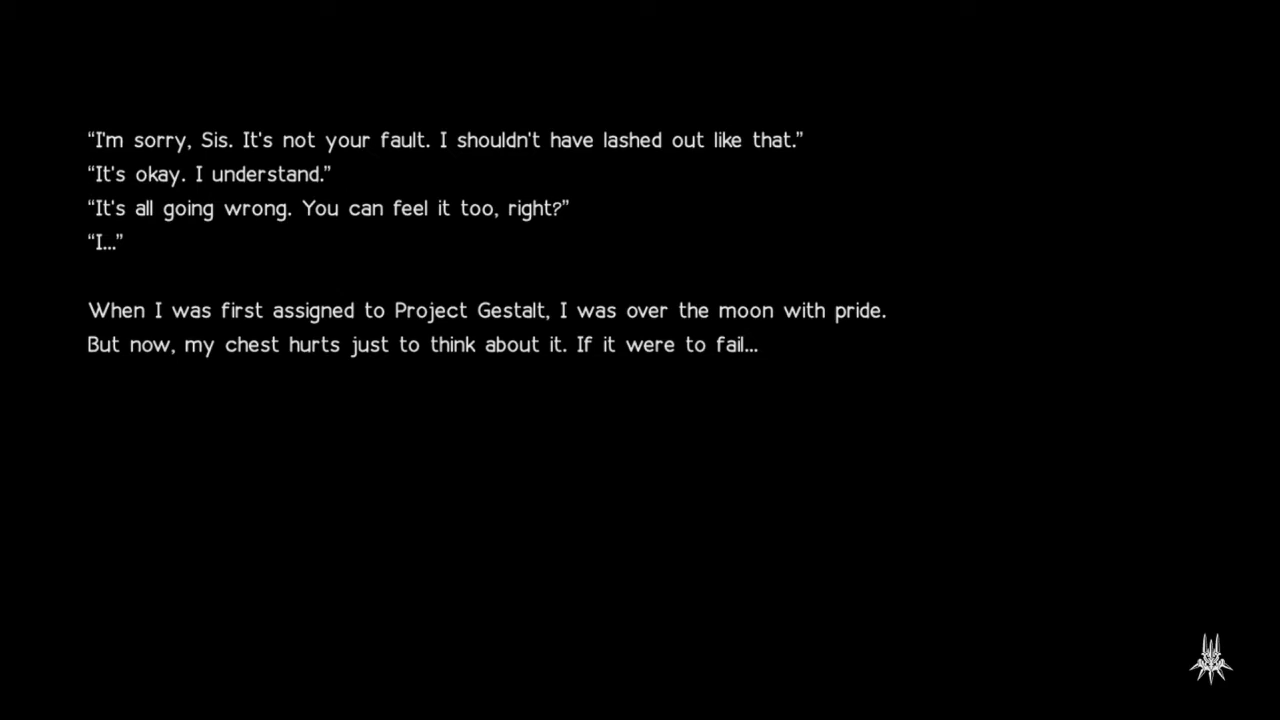 “I'm sorry, Sis. It's not your fault. I shouldn't have lashed out like that.”
“It's okay. I understand.”
“It's all going wrong. You can feel it too, right?”
“I...”
When I was first assigned to Project Gestalt, I was over the moon with pride.
But now, my chest hurts just to think about it. If it were to fail...